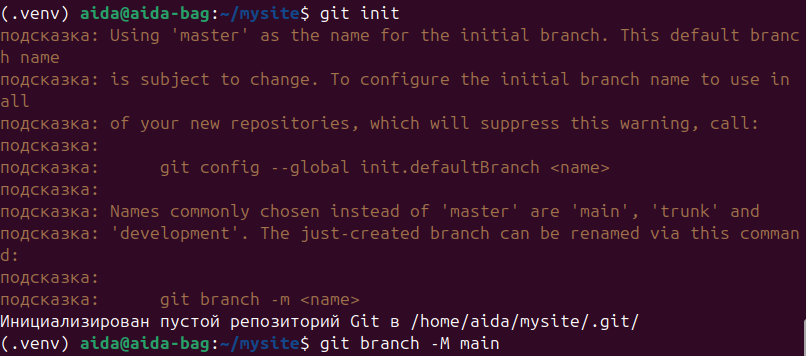 (.venv) aida@aida-bag:~/mysite$ git init
подсказка: Using 'master' as the name for the initial branch. This default branc
h name
подсказка: is subject to change. To configure the initial branch name to use in
all
подсказка: of your new repositories, which will suppress this warning, call:
подсказка:
подсказка:       git config --global init.defaultBranch <name>
подсказка:
подсказка: Names commonly chosen instead of 'master' are 'main', 'trunk' and
подсказка: 'development'. The just-created branch can be renamed via this comman
d:
подсказка:
подсказка:       git branch -m <name>
Инициализирован пустой репозиторий Git в /home/aida/mysite/.git/
(.venv) aida@aida-bag:~/mysite$ git branch -M main